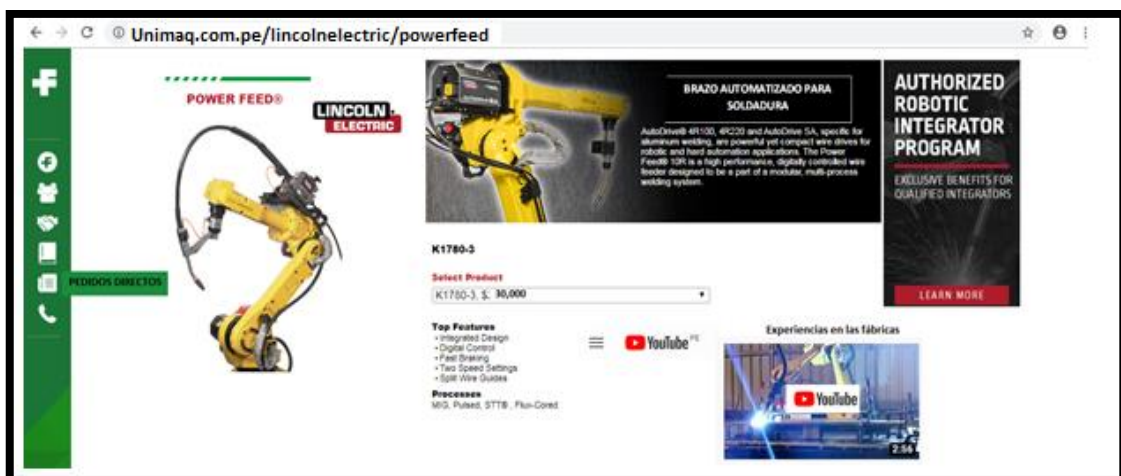 Unimaq.com.pe/lincolnelectric/powerfeed
POWER FEED®
LINCOLN
ELECTRIC
PEDIDOS DIRECTOS
BRAZO AUTOMATIZADO PARA
SOLDADURA
AutoDrive® 4R100, 4R220 and AutoDrive SA, specific for
aluminum welding, are powerful yet compact wire drives for
robotic and hard automation applications. The Power
Feed® 10R is a high performance, digitally controlled wire
feeder designed to be a part of a modular, multi-process
welding system.
AUTHORIZED
ROBOTIC
INTEGRATOR
PROGRAM
EXCLUSIVE BENEFITS FOR
QUALIFIED INTEGRATORS
LEARN MORE
K1780-3
Select Product
K1780-3, $. 30,000
Top Features
• Integrated Design
• Digital Control
• Fast Braking
• Two Speed Settings
• Split Wire Guides
Processes
MIG, Pulsed, STT® , Flux-Cored
YouTube PE
Experiencias en las fábricas
YouTube
2:56